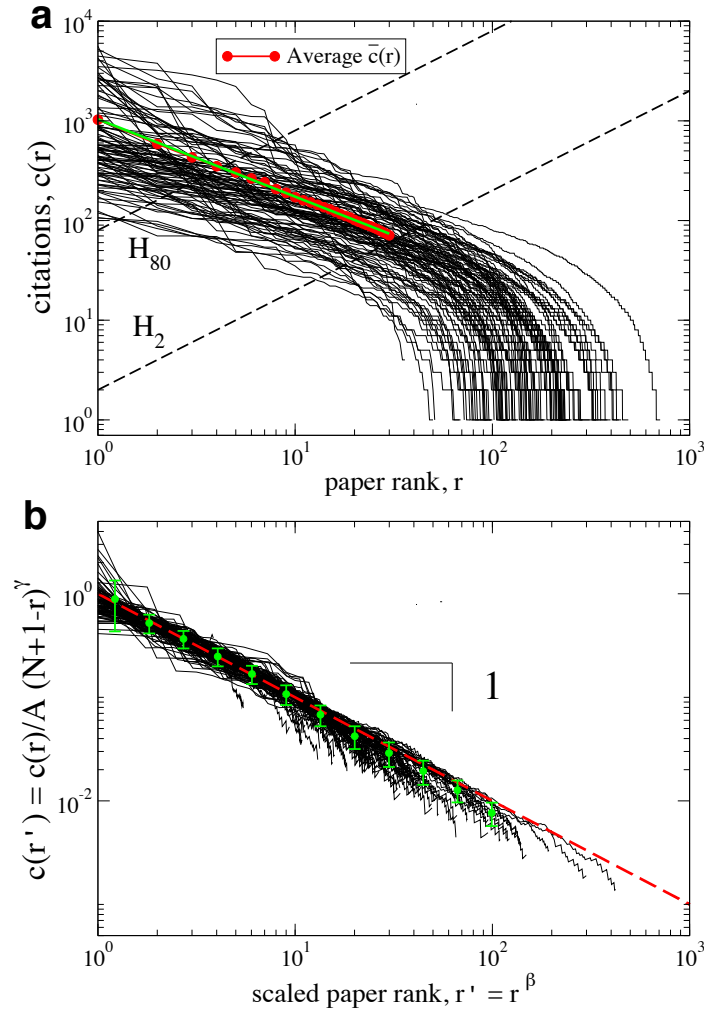 a
10^4
10^3
10^2
10^1
10^0
citations, c(r)
Average c̅(r)
H_80
H_2
10^0 10^1 10^2 10^3
paper rank, r
b
10^0
10^-2
c(r') = c(r)/A (N+1-r)^γ
1
10^0 10^1 10^2 10^3
scaled paper rank, r' = r^β